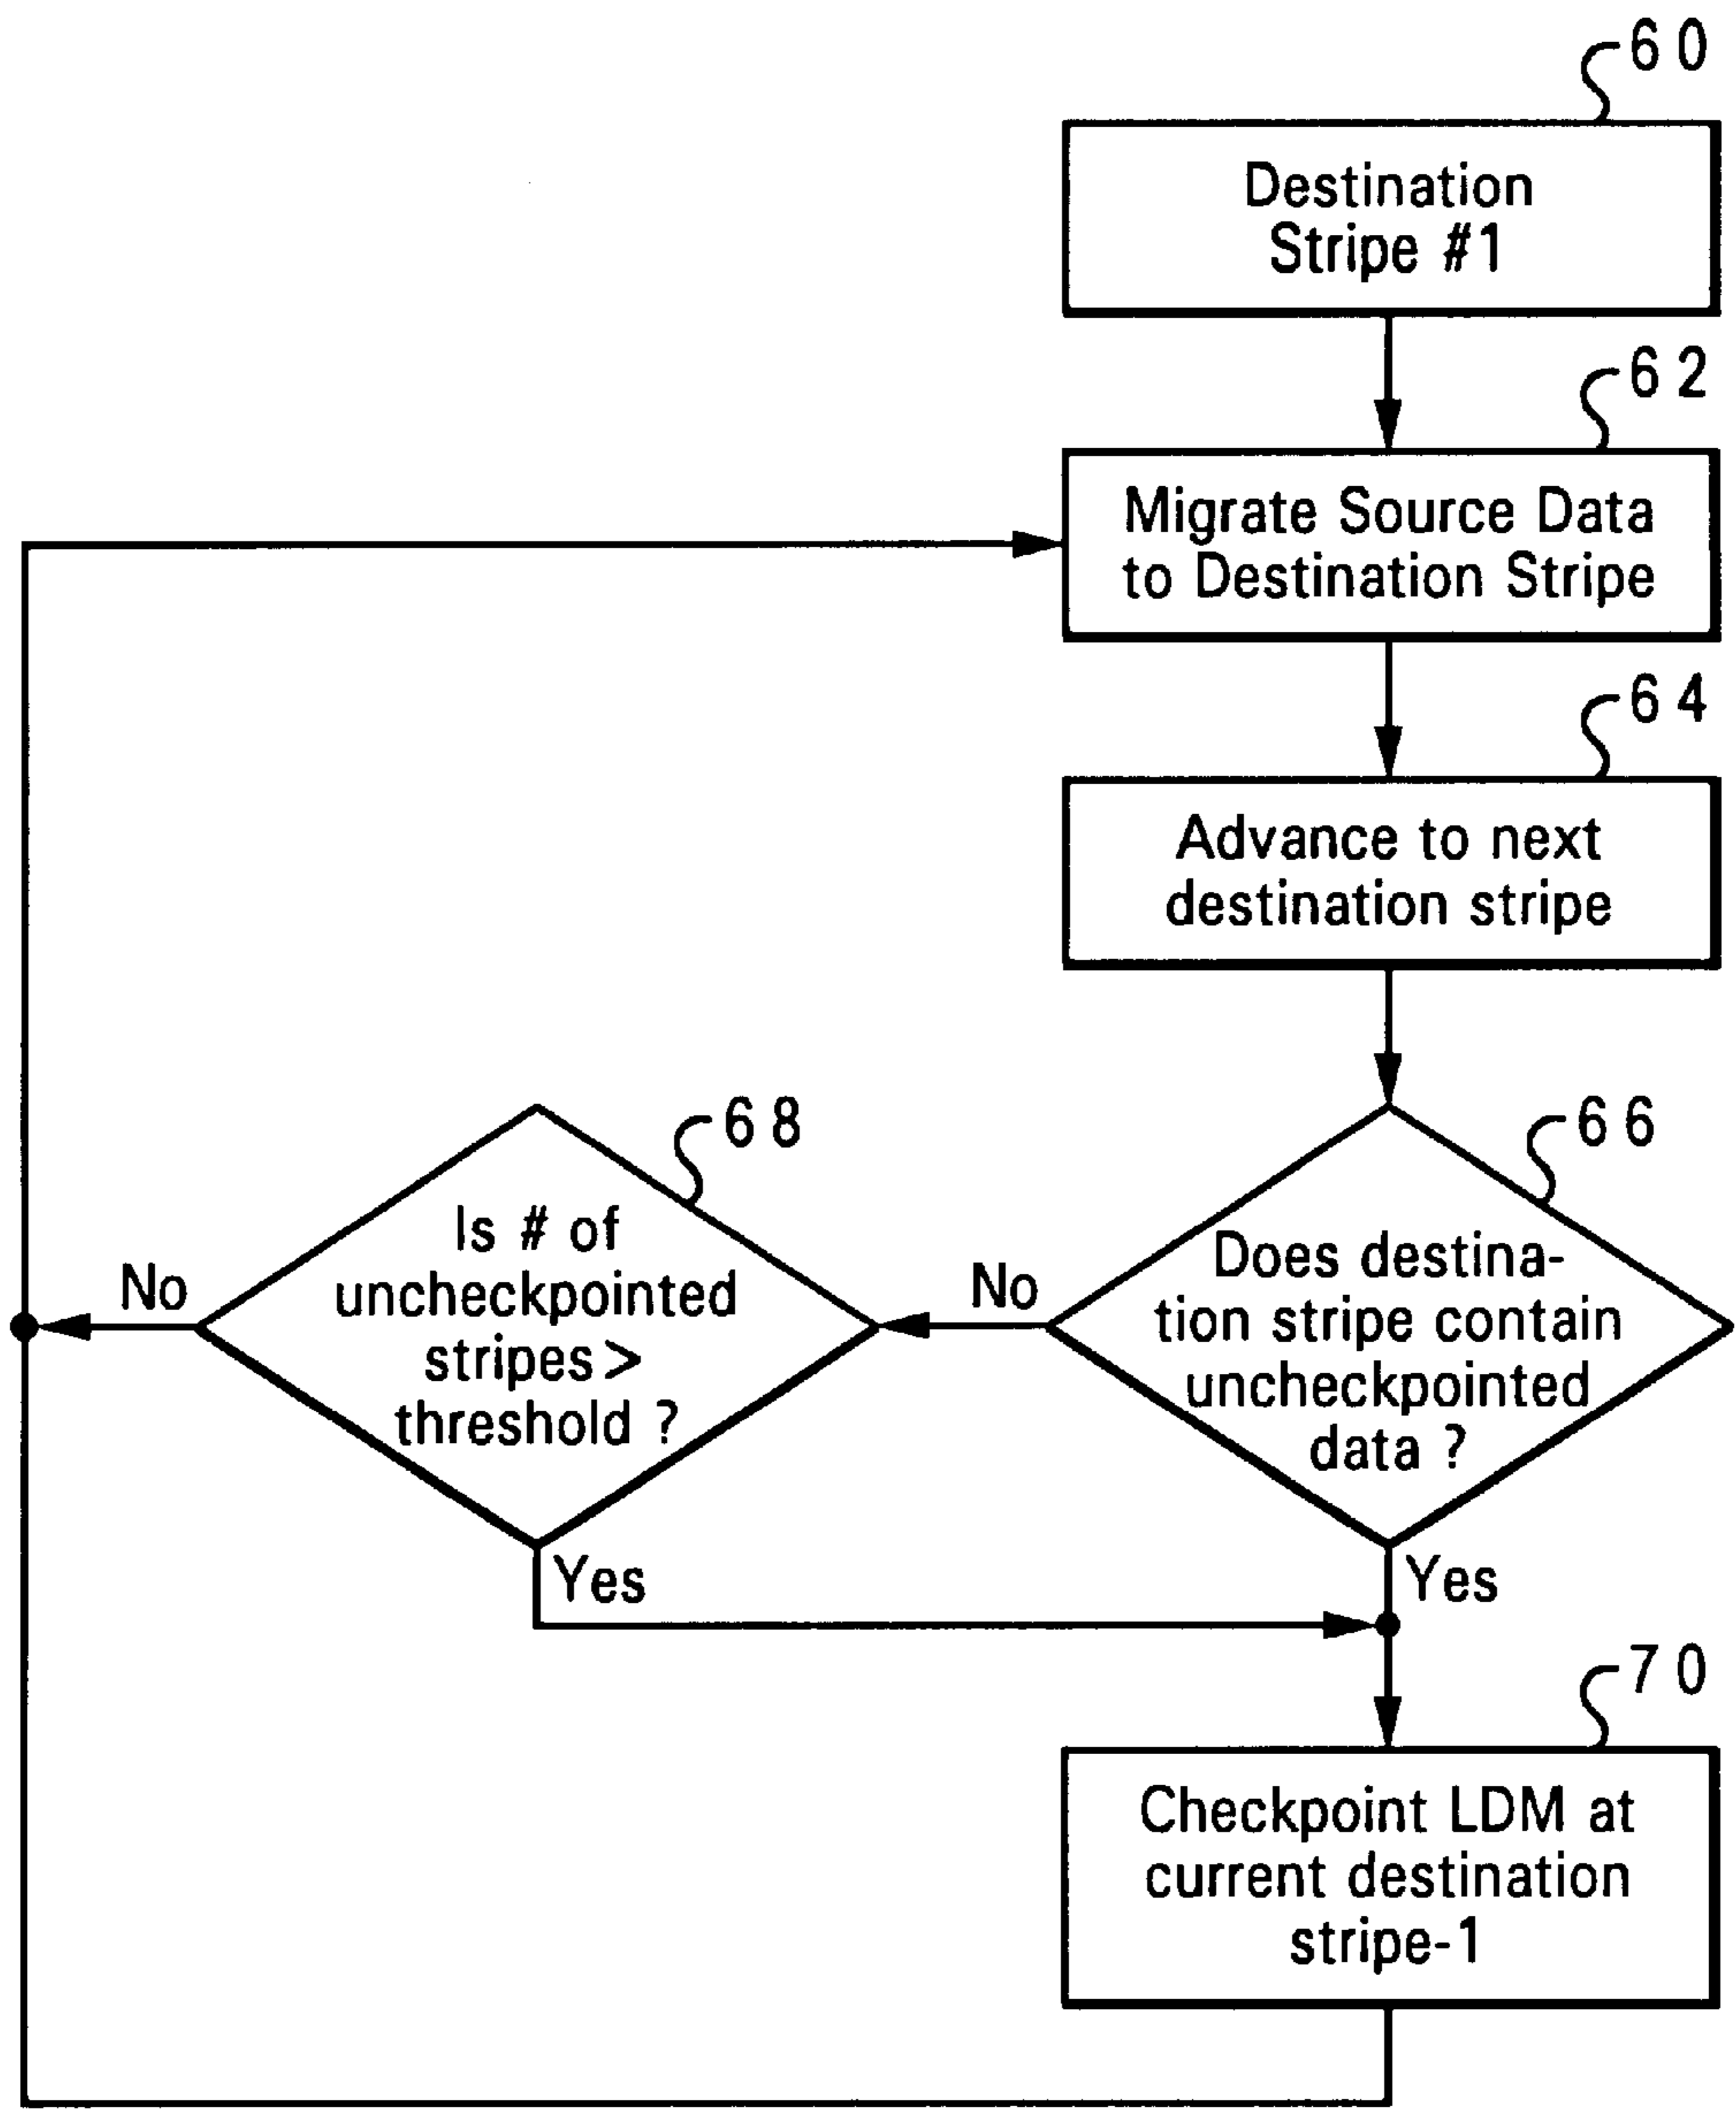 60
Destination
Stripe #1
62
Migrate Source Data
to Destination Stripe
64
Advance to next
destination stripe
66
Does destina-
tion stripe contain
uncheckpointed
data ?
No
Yes
68
Is # of
uncheckpointed
stripes >
threshold ?
No
Yes
70
Checkpoint LDM at
current destination
stripe-1